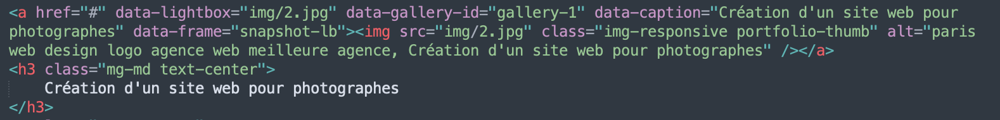 <a href="#" data-lightbox="img/2.jpg" data-gallery-id="gallery-1" data-caption="Création d'un site web pour
photographes" data-frame="snapshot-lb"><img src="img/2.jpg" class="img-responsive portfolio-thumb" alt="paris
web design logo agence web meilleure agence, Création d'un site web pour photographes" /></a>
<h3 class="mg-md text-center">
Création d'un site web pour photographes
</h3>